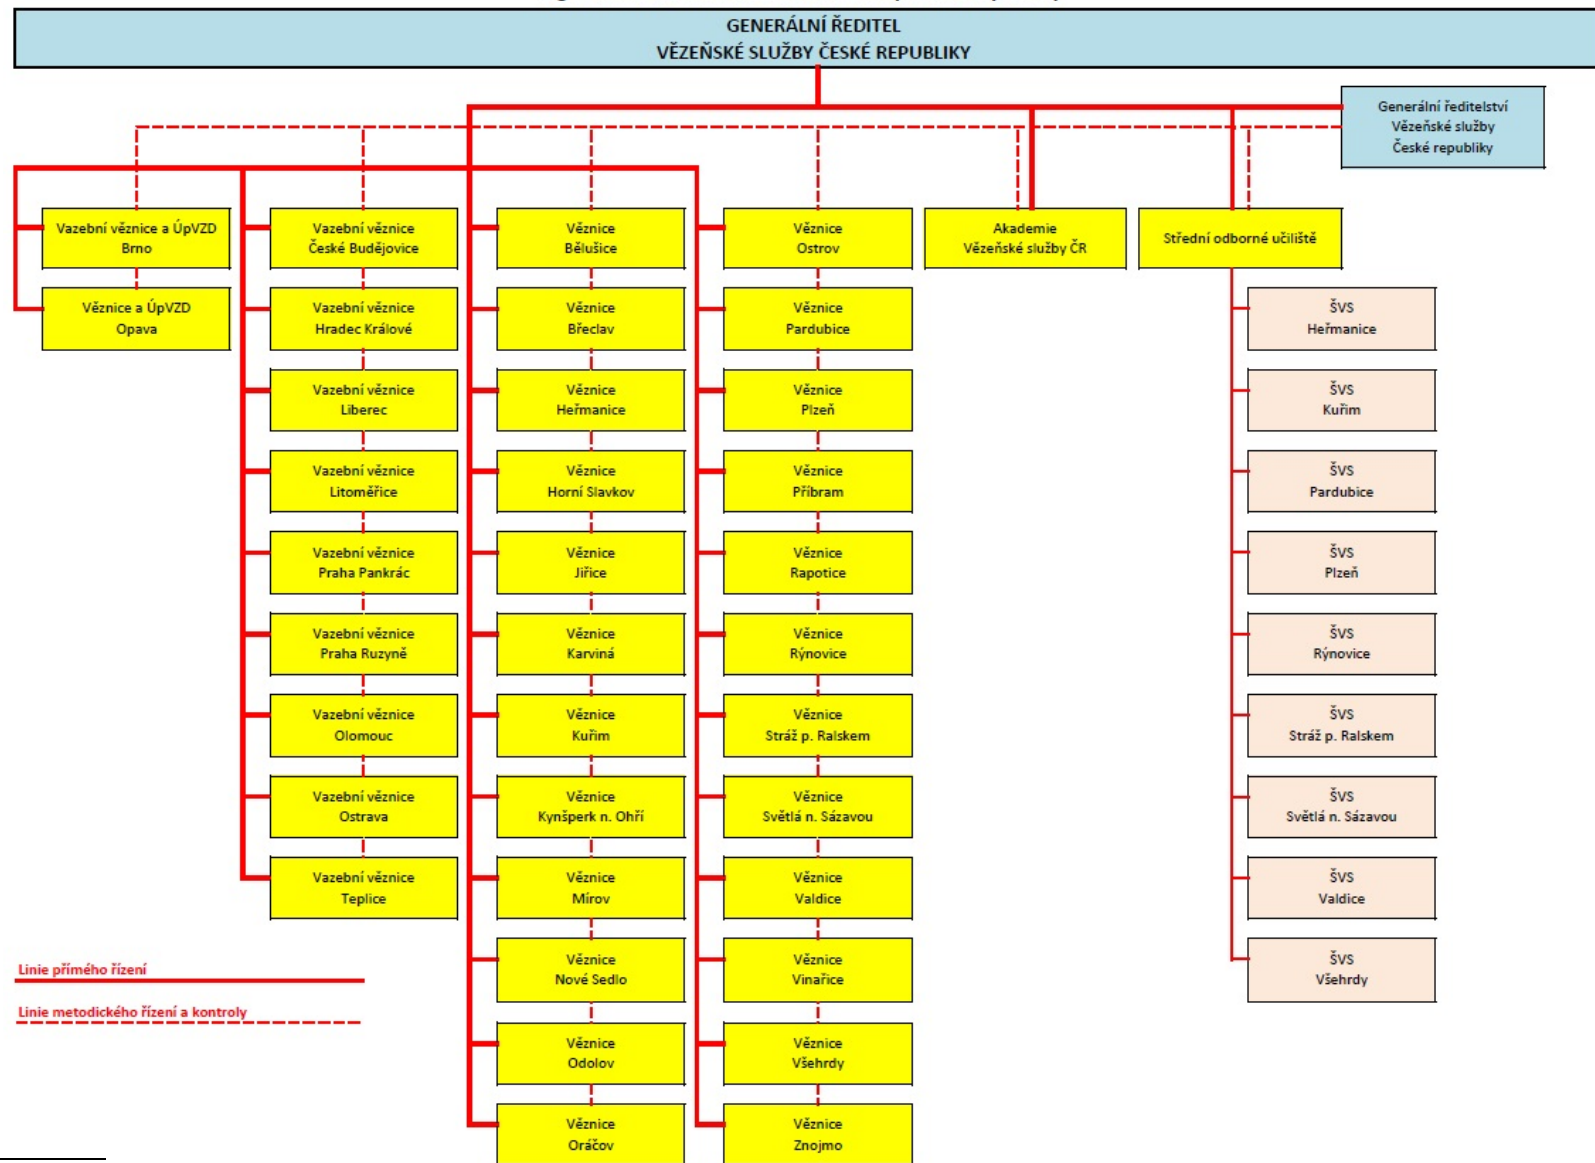 GENERÁLNÍ ŘEDITEL
VĚZEŇSKÉ SLUŽBY ČESKÉ REPUBLIKY
Generální ředitelství
Vězeňské služby
České republiky
Vazební věznice a ÚpVZD
Brno
Věznice a ÚpVZD
Opava
Vazební věznice
České Budějovice
Vazební věznice
Hradec Králové
Vazební věznice
Liberec
Vazební věznice
Litoměřice
Vazební věznice
Praha Pankrác
Vazební věznice
Praha Ruzyně
Vazební věznice
Olomouc
Vazební věznice
Ostrava
Vazební věznice
Teplice
Věznice
Bělušice
Věznice
Břeclav
Věznice
Heřmanice
Věznice
Horní Slavkov
Věznice
Jiřice
Věznice
Karviná
Věznice
Kuřim
Věznice
Kynšperk n. Ohří
Věznice
Mírov
Věznice
Nové Sedlo
Věznice
Odolov
Věznice
Oráčov
Věznice
Ostrov
Věznice
Pardubice
Věznice
Plzeň
Věznice
Příbram
Věznice
Rapotice
Věznice
Rýnovice
Věznice
Stráž p. Ralskem
Věznice
Světlá n. Sázavou
Věznice
Valdice
Věznice
Vinařice
Věznice
Všehrdy
Věznice
Znojmo
Akademie
Vězeňské služby ČR
Střední odborné učiliště
ŠVS
Heřmanice
ŠVS
Kuřim
ŠVS
Pardubice
ŠVS
Plzeň
ŠVS
Rýnovice
ŠVS
Stráž p. Ralskem
ŠVS
Světlá n. Sázavou
ŠVS
Valdice
ŠVS
Všehrdy
Linie přímého řízení
Linie metodického řízení a kontroly